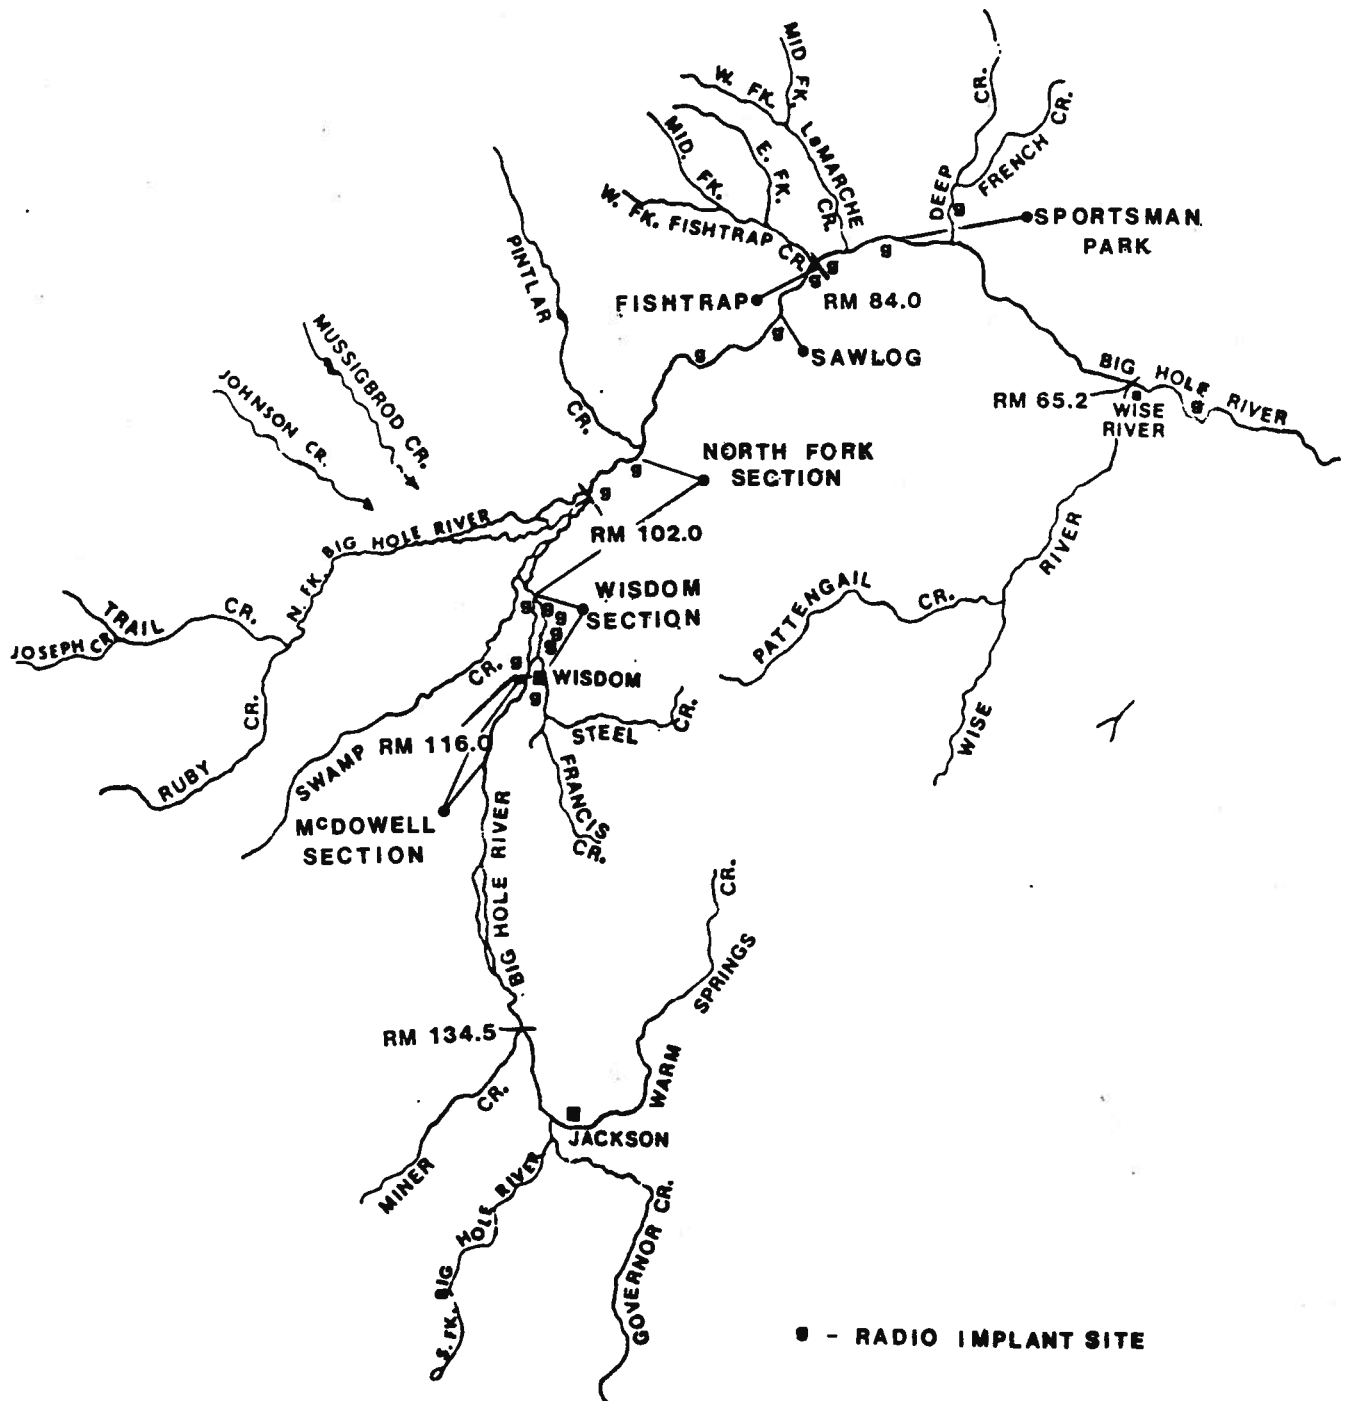 MID FK.
W. FK.
LaMARCHE CR.
MID. FK.
E. FK.
W. FK. FISHTRAP CR.
DEEP CR.
FRENCH CR.
SPORTSMAN
PARK
PINTLAR CR.
FISHTRAP
RM 84.0
SAWLOG
MUSSIGBROD CR.
JOHNSON CR.
BIG HOLE RIVER
RM 65.2
WISE
RIVER
NORTH FORK
SECTION
N. FK. BIG HOLE RIVER
RM 102.0
WISDOM
SECTION
TRAIL CR.
JOSEPH CR
RUBY CR.
SWAMP CR.
WISDOM
RM 116.0
STEEL CR.
FRANCIS CR.
PATTENGAIL CR.
WISE RIVER
McDOWELL
SECTION
BIG HOLE RIVER
RM 134.5
WARM SPRINGS CR.
MINER CR.
JACKSON
S. FK. BIG HOLE RIVER
GOVERNOR CR.
- RADIO IMPLANT SITE